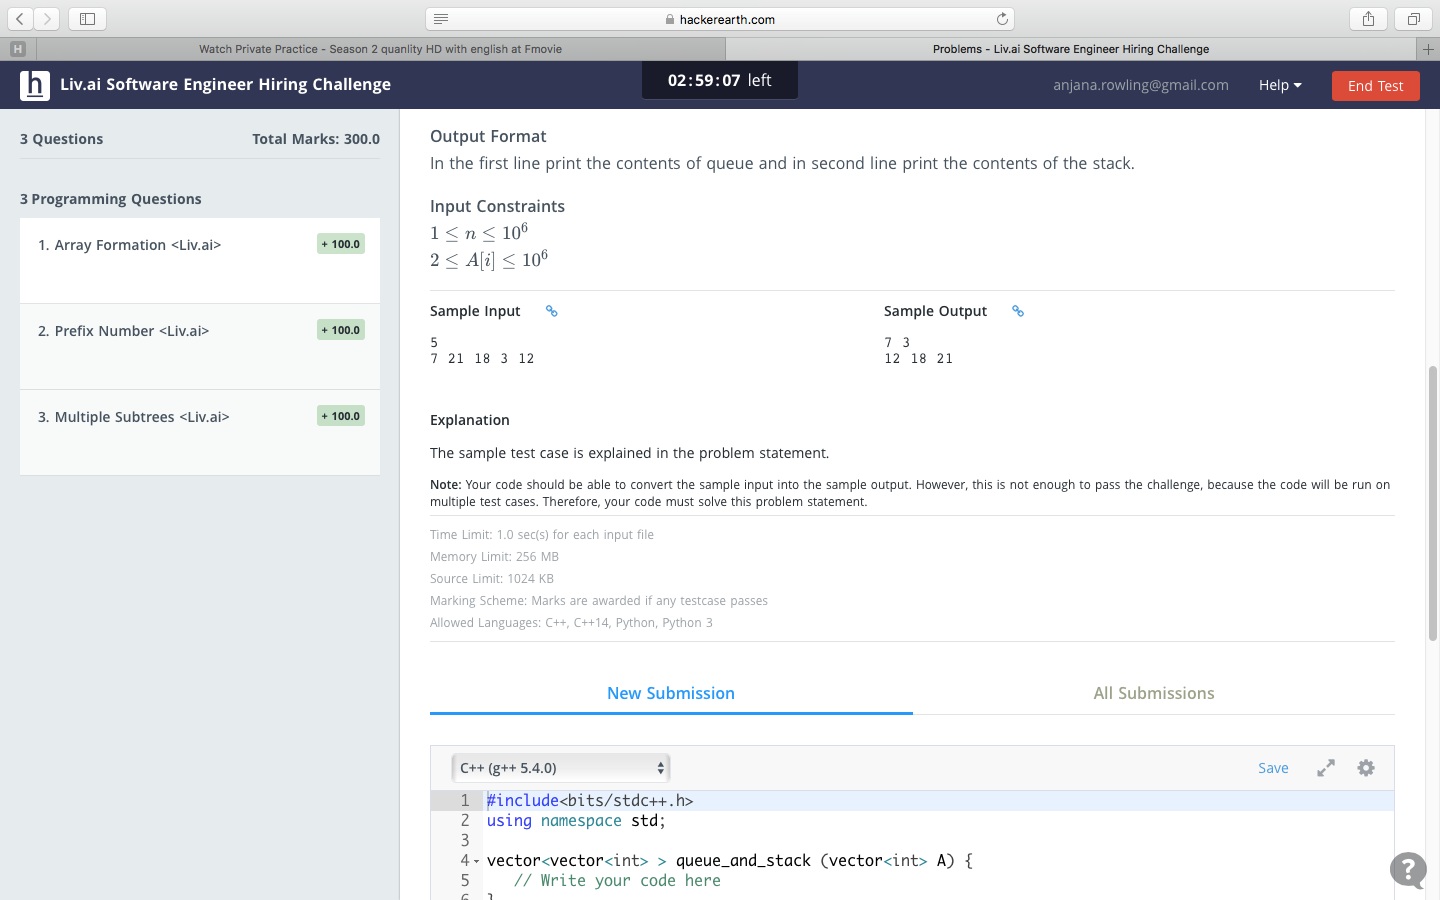 hackerearth.com
H
Watch Private Practice - Season 2 quanlity HD with english at Fmovie
Problems - Liv.ai Software Engineer Hiring Challenge
h
Liv.ai Software Engineer Hiring Challenge
02:59:07 left
anjana.rowling@gmail.com
Help
End Test
3 Questions
Total Marks: 300.0
3 Programming Questions
1. Array Formation <Liv.ai>
+ 100.0
2. Prefix Number <Liv.ai>
+ 100.0
3. Multiple Subtrees <Liv.ai>
+ 100.0
Output Format
In the first line print the contents of queue and in second line print the contents of the stack.
Input Constraints
1 ≤ n ≤ 10⁶
2 ≤ A[i] ≤ 10⁶
Sample Input
5
7 21 18 3 12
Sample Output
7 3
12 18 21
Explanation
The sample test case is explained in the problem statement.
Note: Your code should be able to convert the sample input into the sample output. However, this is not enough to pass the challenge, because the code will be run on
multiple test cases. Therefore, your code must solve this problem statement.
Time Limit: 1.0 sec(s) for each input file
Memory Limit: 256 MB
Source Limit: 1024 KB
Marking Scheme: Marks are awarded if any testcase passes
Allowed Languages: C++, C++14, Python, Python 3
New Submission
All Submissions
C++ (g++ 5.4.0)
Save
1 #include<bits/stdc++.h>
2 using namespace std;
3
4 vector<vector<int> > queue_and_stack (vector<int> A) {
5 // Write your code here
6 }
?